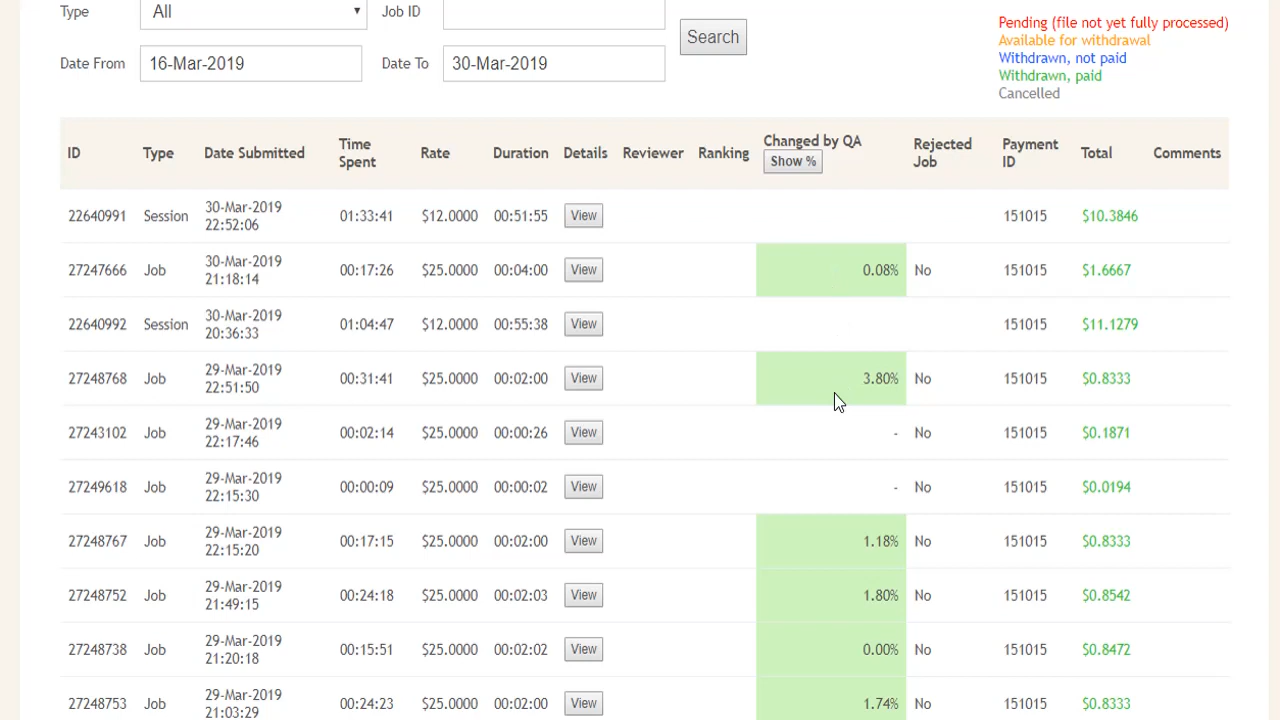 Type All Job ID
Search
Date From 16-Mar-2019 Date To 30-Mar-2019
Pending (file not yet fully processed)
Available for withdrawal
Withdrawn, not paid
Withdrawn, paid
Cancelled
ID Type Date Submitted Time Spent Rate Duration Details Reviewer Ranking Changed by QA Show % Rejected Job Payment ID Total Comments
22640991 Session 30-Mar-2019 22:52:06 01:33:41 $12.0000 00:51:55 View 151015 $10.3846
27247666 Job 30-Mar-2019 21:18:14 00:17:26 $25.0000 00:04:00 View 0.08% No 151015 $1.6667
22640992 Session 30-Mar-2019 20:36:33 01:04:47 $12.0000 00:55:38 View 151015 $11.1279
27248768 Job 29-Mar-2019 22:51:50 00:31:41 $25.0000 00:02:00 View 3.80% No 151015 $0.8333
27243102 Job 29-Mar-2019 22:17:46 00:02:14 $25.0000 00:00:26 View - No 151015 $0.1871
27249618 Job 29-Mar-2019 22:15:30 00:00:09 $25.0000 00:00:02 View - No 151015 $0.0194
27248767 Job 29-Mar-2019 22:15:20 00:17:15 $25.0000 00:02:00 View 1.18% No 151015 $0.8333
27248752 Job 29-Mar-2019 21:49:15 00:24:18 $25.0000 00:02:03 View 1.80% No 151015 $0.8542
27248738 Job 29-Mar-2019 21:20:18 00:15:51 $25.0000 00:02:02 View 0.00% No 151015 $0.8472
27248753 Job 29-Mar-2019 21:03:29 00:24:23 $25.0000 00:02:00 View 1.74% No 151015 $0.8333